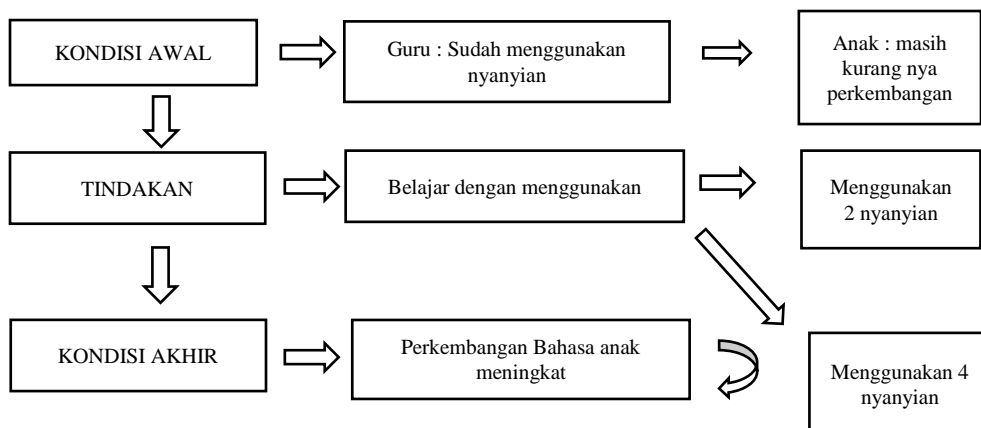 KONDISI AWAL
Guru : Sudah menggunakan
nyanyian
Anak : masih
kurang nya
perkembangan
TINDAKAN
Belajar dengan menggunakan
Menggunakan
2 nyanyian
KONDISI AKHIR
Perkembangan Bahasa anak
meningkat
Menggunakan 4
nyanyian